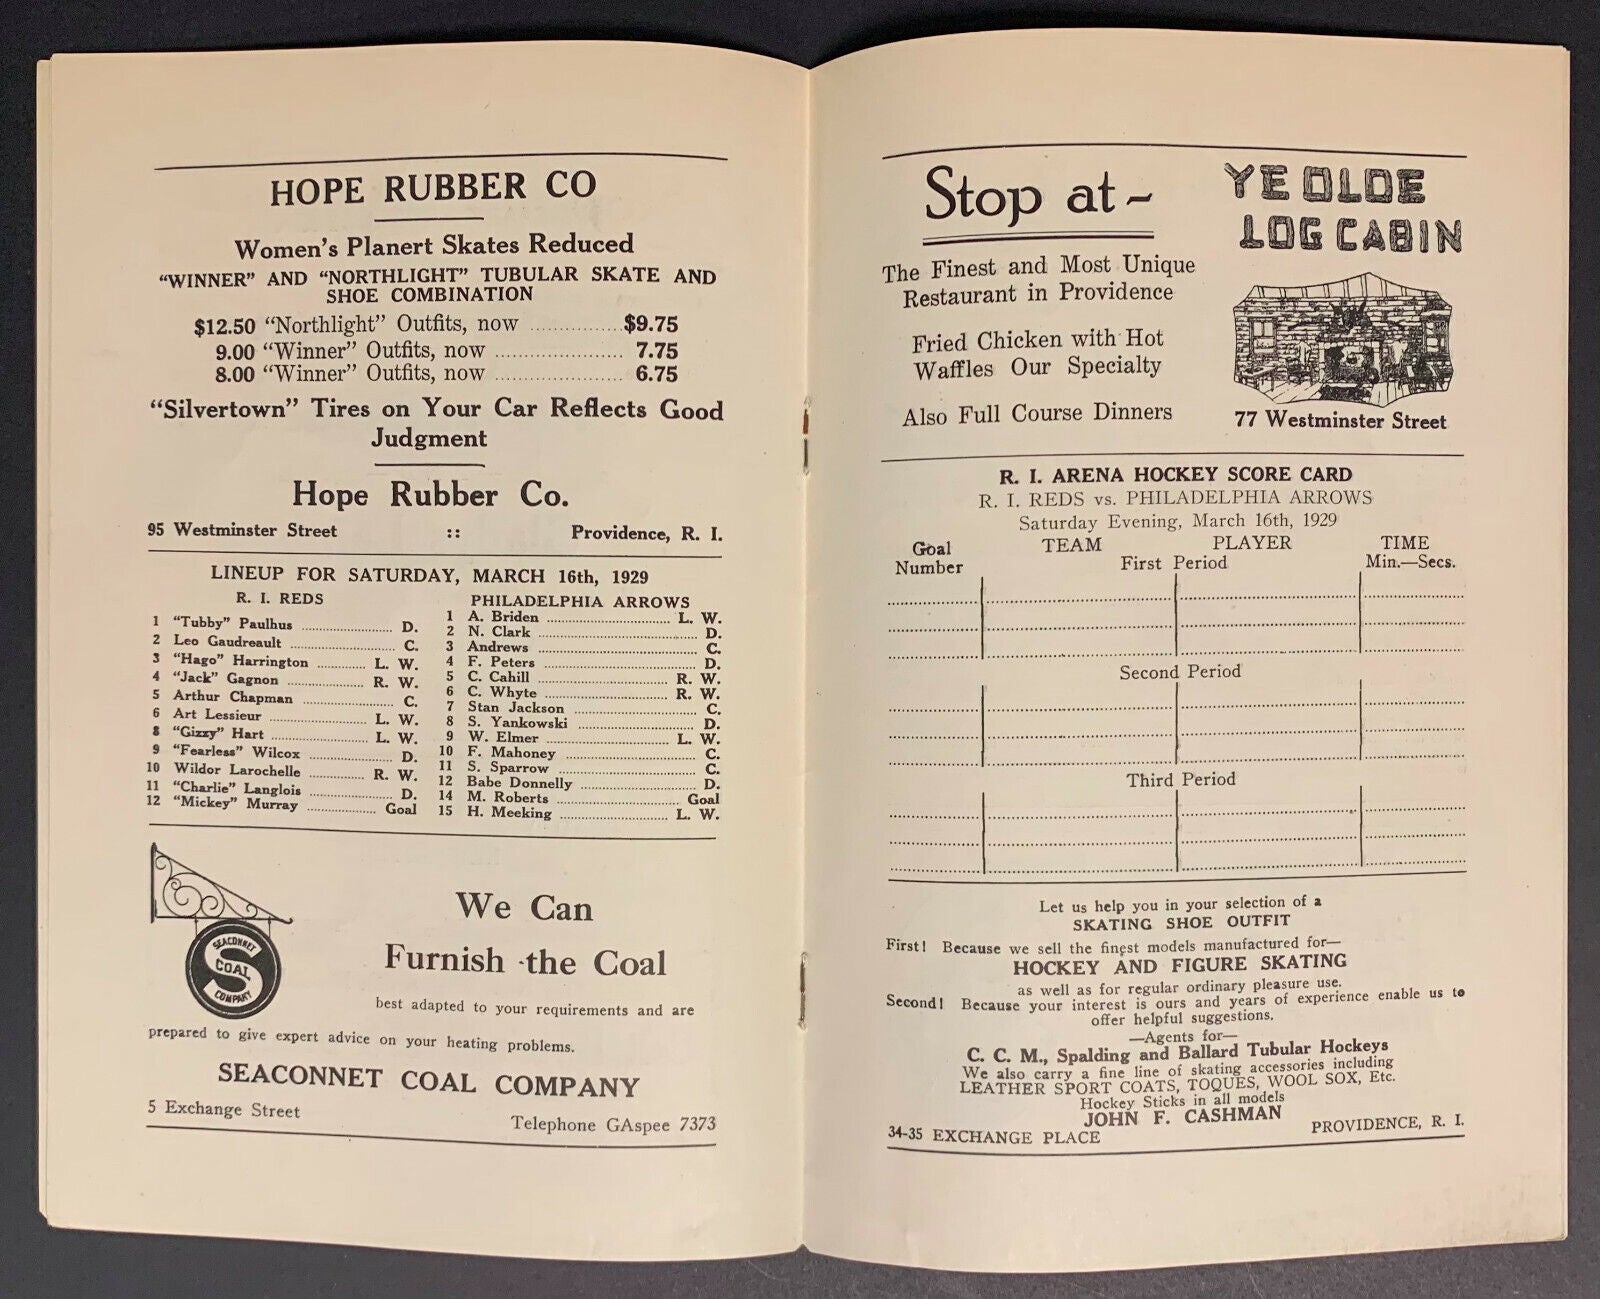 HOPE RUBBER CO
Women's Planert Skates Reduced
"WINNER" AND "NORTHLIGHT" TUBULAR SKATE AND
SHOE COMBINATION
$12.50 "Northlight" Outfits, now ............... $9.75
9.00 "Winner" Outfits, now ............... 7.75
8.00 "Winner" Outfits, now ............... 6.75
"Silvertown" Tires on Your Car Reflects Good
Judgment
Hope Rubber Co.
95 Westminster Street :: Providence, R. I.
LINEUP FOR SATURDAY, MARCH 16th, 1929
R. I. REDS
1 "Tubby" Paulhus ............... D.
2 Leo Gaudreault ............... C.
3 "Hago" Harrington ............... L. W.
4 "Jack" Gagnon ............... R. W.
5 Arthur Chapman ............... C.
6 Art Lessieur ............... L. W.
8 "Gizzy" Hart ............... L. W.
9 "Fearless" Wilcox ............... D.
10 Wildor Larochelle ............... R. W.
11 "Charlie" Langlois ............... D.
12 "Mickey" Murray ............... Goal
PHILADELPHIA ARROWS
1 A. Briden ............... L. W.
2 N. Clark ............... D.
3 Andrews ............... C.
4 F. Peters ............... D.
5 C. Cahill ............... R. W.
6 C. Whyte ............... R. W.
7 Stan Jackson ............... C.
8 S. Yankowski ............... D.
9 W. Elmer ............... L. W.
10 F. Mahoney ............... C.
11 S. Sparrow ............... C.
12 Babe Donnelly ............... D.
14 M. Roberts ............... Goal
15 H. Meeking ............... L. W.
SEACONNET
COAL
COMPANY
We Can
Furnish the Coal
best adapted to your requirements and are
prepared to give expert advice on your heating problems.
SEACONNET COAL COMPANY
5 Exchange Street
Telephone GAspee 7373
Stop at ~
YE OLDE
LOG CABIN
The Finest and Most Unique
Restaurant in Providence
Fried Chicken with Hot
Waffles Our Specialty
Also Full Course Dinners
77 Westminster Street
R. I. ARENA HOCKEY SCORE CARD
R. I. REDS vs. PHILADELPHIA ARROWS
Saturday Evening, March 16th, 1929
Goal TEAM PLAYER TIME
Number First Period Min.—Secs.
Second Period
Third Period
Let us help you in your selection of a
SKATING SHOE OUTFIT
First! Because we sell the finest models manufactured for—
HOCKEY AND FIGURE SKATING
as well as for regular ordinary pleasure use.
Second! Because your interest is ours and years of experience enable us to
offer helpful suggestions.
—Agents for—
C. C. M., Spalding and Ballard Tubular Hockeys
We also carry a fine line of skating accessories including
LEATHER SPORT COATS, TOQUES, WOOL SOX, Etc.
Hockey Sticks in all models
JOHN F. CASHMAN
34-35 EXCHANGE PLACE PROVIDENCE, R. I.